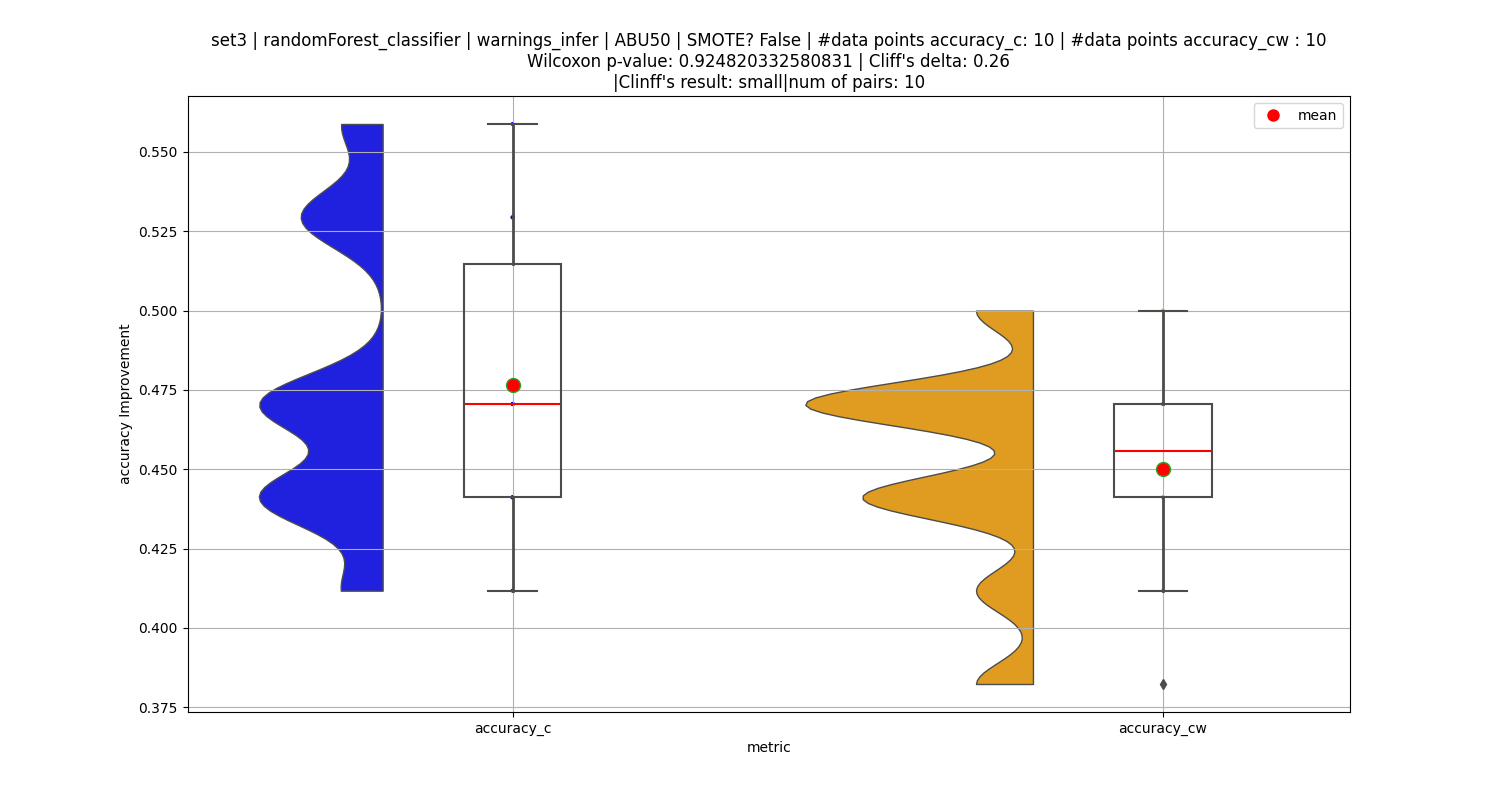 set3 | randomForest_classifier | warnings_infer | ABU50 | SMOTE? False | #data points accuracy_c: 10 | #data points accuracy_cw : 10
Wilcoxon p-value: 0.924820332580831 | Cliff's delta: 0.26
|Clinff's result: small|num of pairs: 10
mean
0.550
0.525
0.500
0.475
0.450
0.425
0.400
0.375
accuracy Improvement
accuracy_c
accuracy_cw
metric